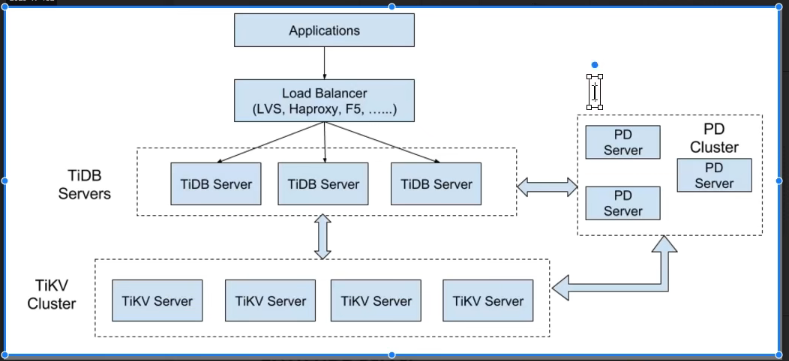 Applications
Load Balancer
(LVS, Haproxy, F5, …...)
TiDB
Servers
TiDB Server
TiDB Server
TiDB Server
PD
Cluster
PD
Server
PD
Server
PD
Server
TiKV
Cluster
TiKV Server
TiKV Server
TiKV Server
TiKV Server